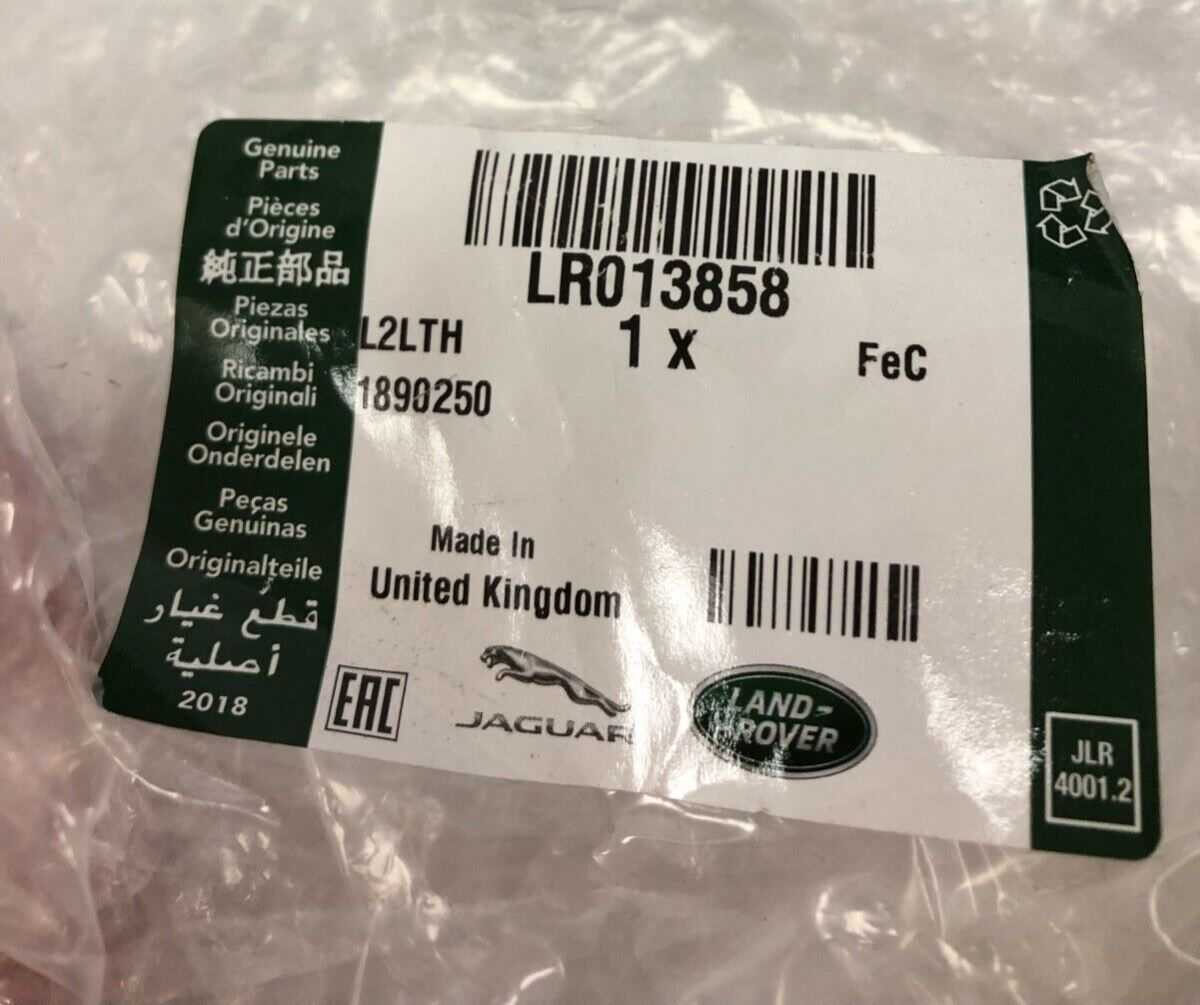 Genuine
Parts
Pièces
d'Origine
純正部品
Piezas
Originales
Ricambi
Originali
Originele
Onderdelen
Peças
Genuinas
Originalteile
قطع غيار
أصلية
2018
LR013858
L2LTH
1 x
FeC
1890250
Made In
United Kingdom
EAC
JAGUAR
LAND-
ROVER
JLR
4001.2